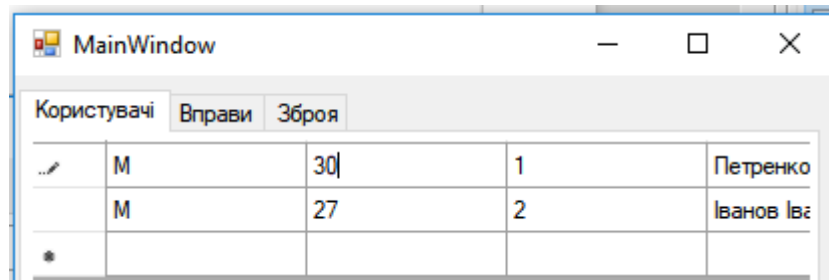 MainWindow
Користувачі Вправи Зброя
М 30 1 Петренко
М 27 2 Іванов Іва